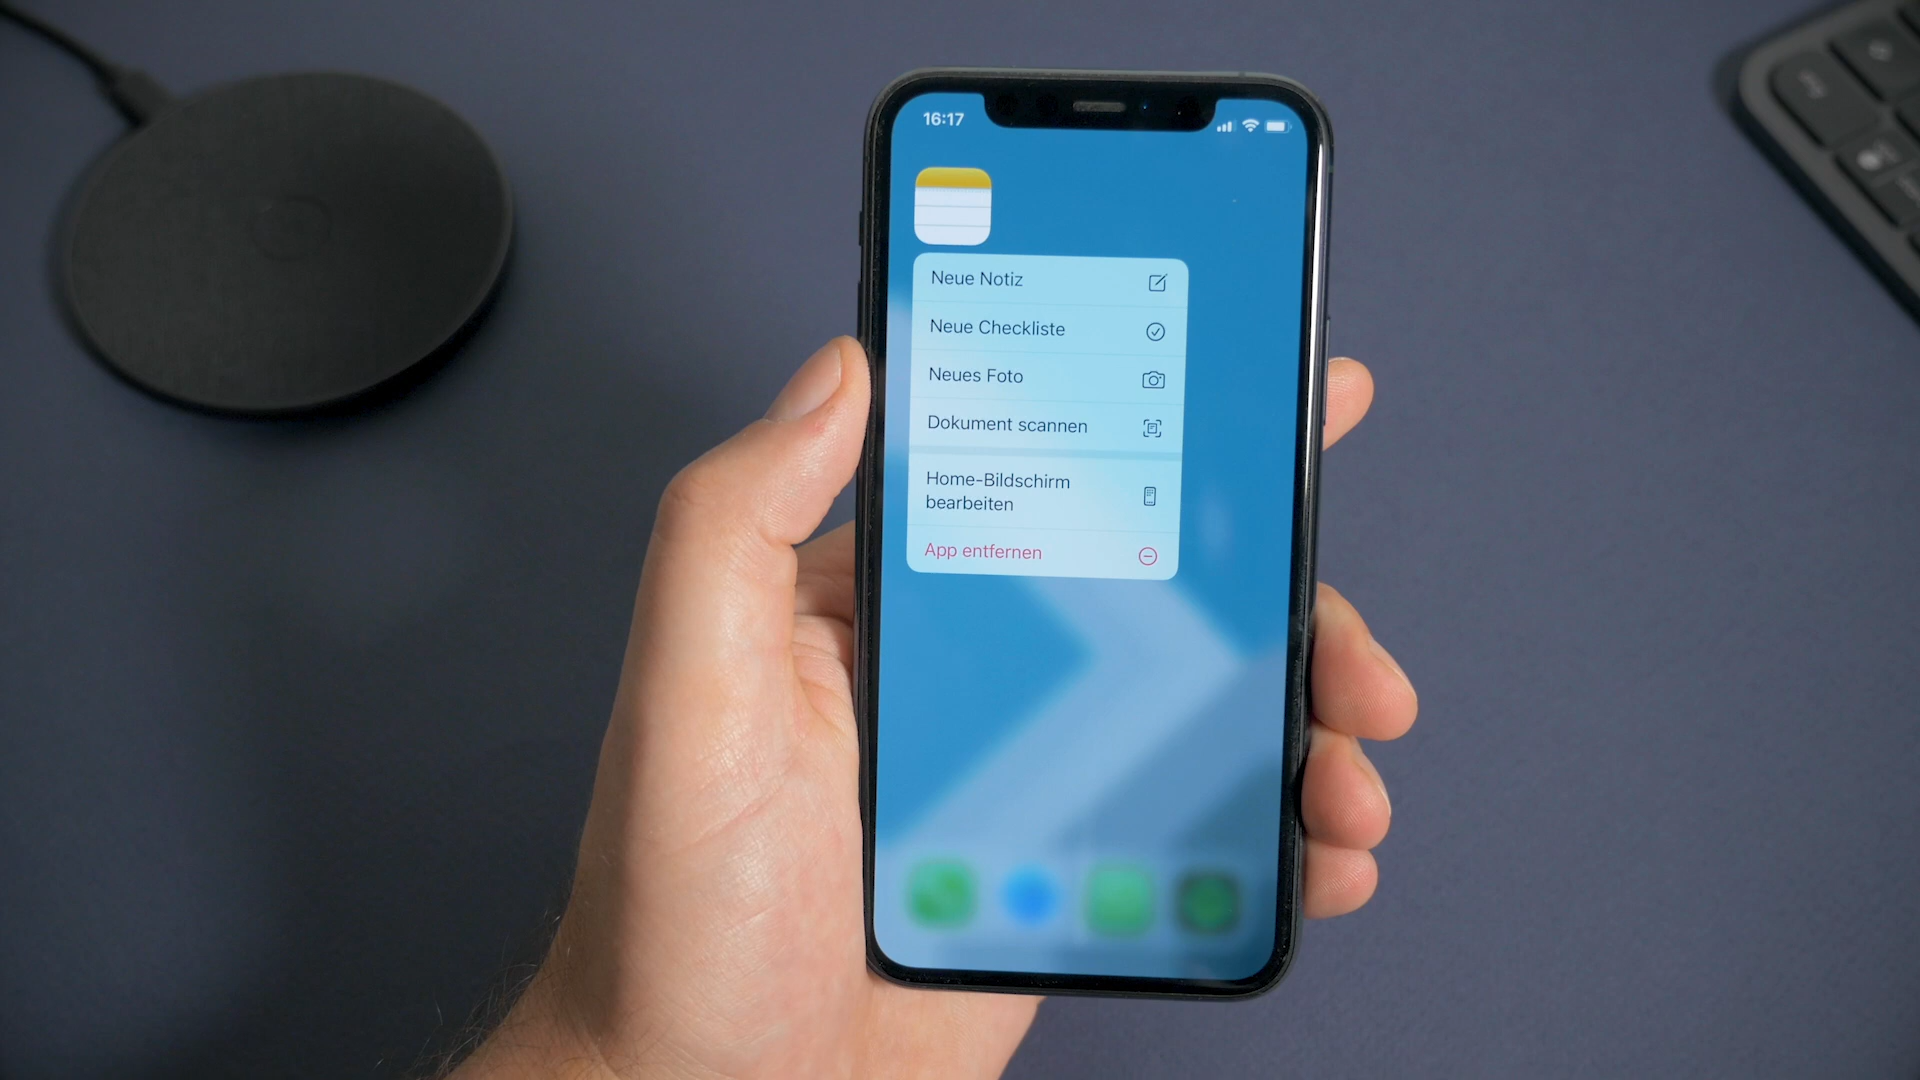 16:17
Neue Notiz
Neue Checkliste
Neues Foto
Dokument scannen
Home-Bildschirm
bearbeiten
App entfernen